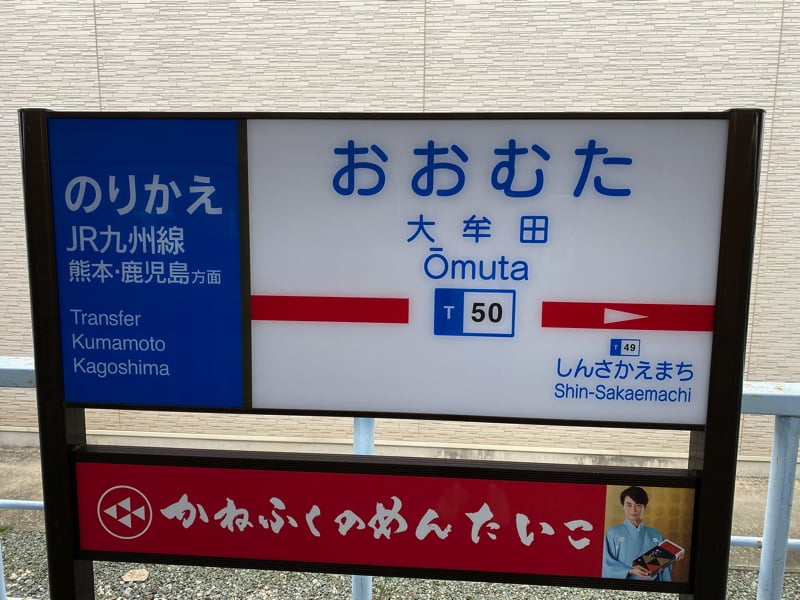 のりかえ
JR九州線
熊本・鹿児島方面
Transfer
Kumamoto
Kagoshima
おおむた
大牟田
Ōmuta
T 50
T 49
しんさかえまち
Shin-Sakaemachi
かねふくのめんたいこ